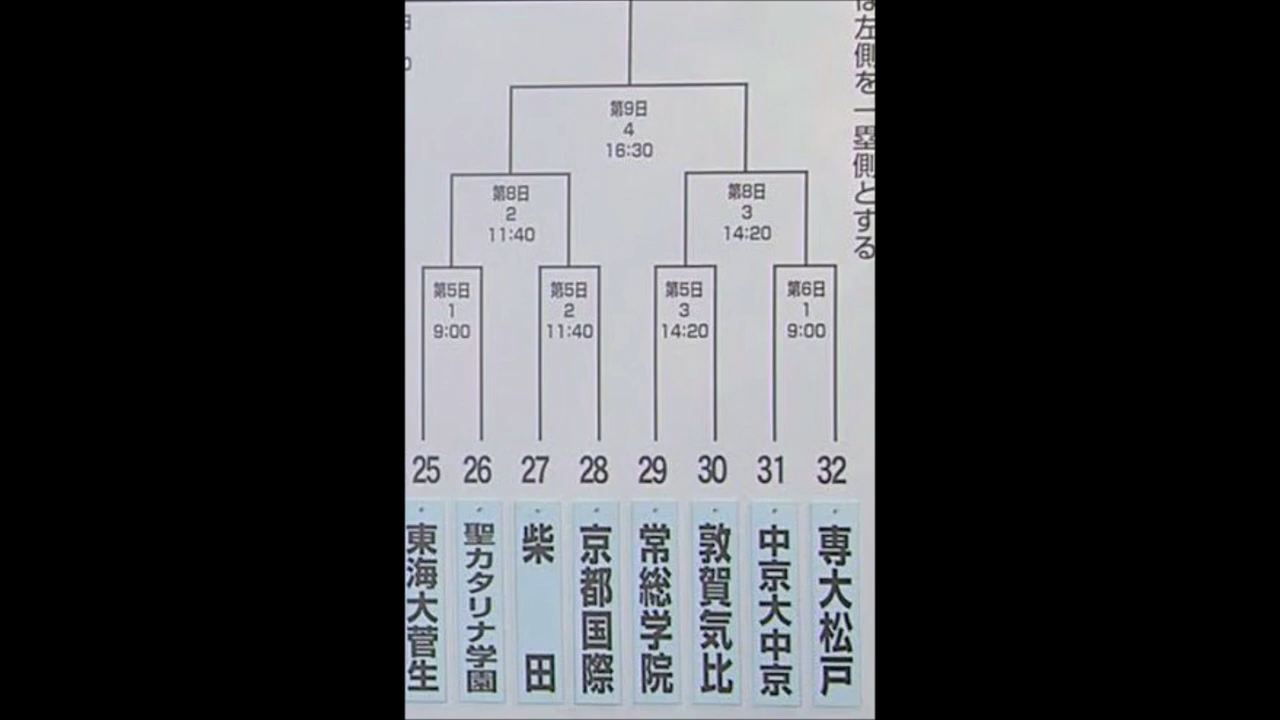 は左側を一塁側とする
第9日
4
16:30
第8日
2
11:40
第8日
3
14:20
第5日
1
9:00
第5日
2
11:40
第5日
3
14:20
第6日
1
9:00
25 26 27 28 29 30 31 32
東海大菅生
聖カタリナ学園
柴田
京都国際
常総学院
敦賀気比
中京大中京
専大松戸